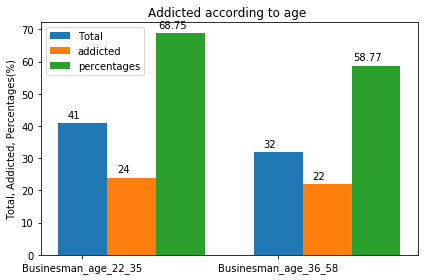 Addicted according to age
Total, Addicted, Percentages(%)
70
60
50
40
30
20
10
0
Total
addicted
percentages
41
24
68.75
32
22
58.77
Businesman_age_22_35
Businesman_age_36_58